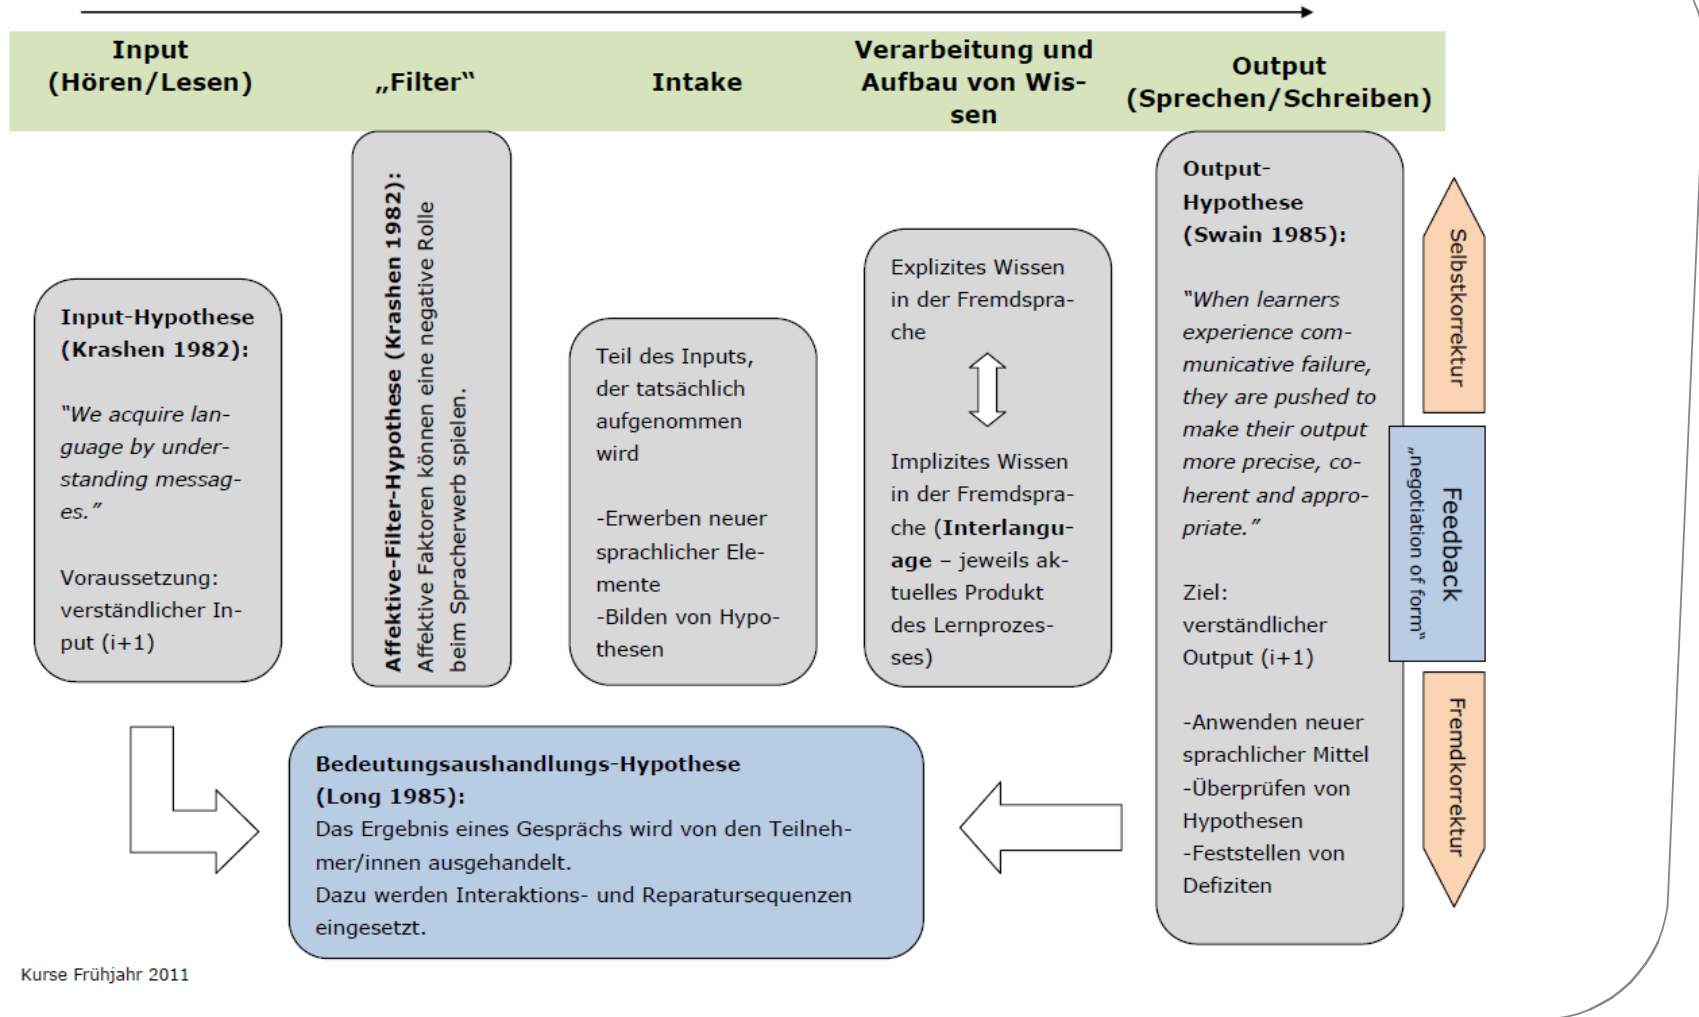 Input
(Hören/Lesen)
„Filter“
Intake
Verarbeitung und
Aufbau von Wis-
sen
Output
(Sprechen/Schreiben)
Input-Hypothese
(Krashen 1982):
“We acquire lan-
guage by under-
standing messag-
es.”
Voraussetzung:
verständlicher In-
put (i+1)
Affektive-Filter-Hypothese (Krashen 1982):
Affektive Faktoren können eine negative Rolle
beim Spracherwerb spielen.
Teil des Inputs,
der tatsächlich
aufgenommen
wird
-Erwerben neuer
sprachlicher Ele-
mente
-Bilden von Hypo-
thesen
Explizites Wissen
in der Fremdspra-
che
Implizites Wissen
in der Fremdspra-
che (Interlangu-
age – jeweils ak-
tuelles Produkt
des Lernprozes-
ses)
Output-
Hypothese
(Swain 1985):
“When learners
experience com-
municative failure,
they are pushed to
make their output
more precise, co-
herent and appro-
priate.”
Ziel:
verständlicher
Output (i+1)
-Anwenden neuer
sprachlicher Mittel
-Überprüfen von
Hypothesen
-Feststellen von
Defiziten
Selbstkorrektur
Feedback
„negotiation of form“
Fremdkorrektur
Bedeutungsaushandlungs-Hypothese
(Long 1985):
Das Ergebnis eines Gesprächs wird von den Teilneh-
mer/innen ausgehandelt.
Dazu werden Interaktions- und Reparatursequenzen
eingesetzt.
Kurse Frühjahr 2011